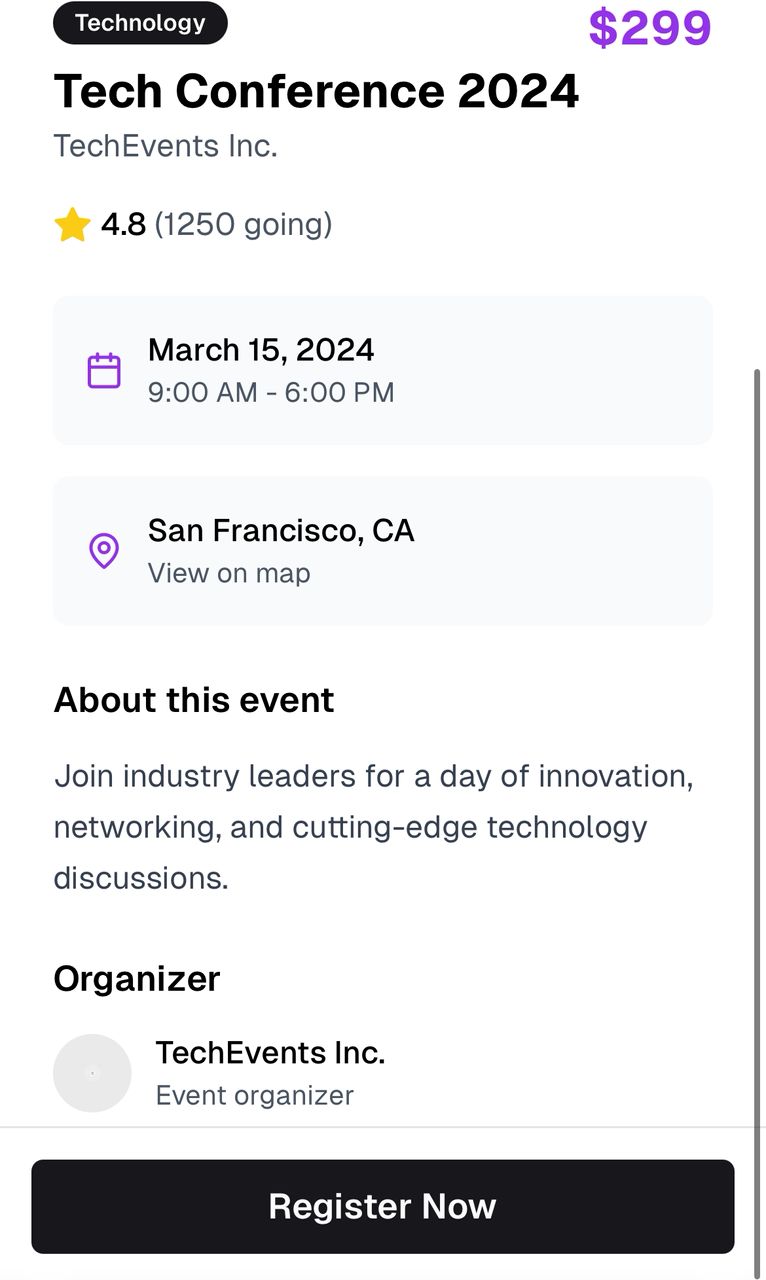 Technology
$299
Tech Conference 2024
TechEvents Inc.
4.8 (1250 going)
March 15, 2024
9:00 AM - 6:00 PM
San Francisco, CA
View on map
About this event
Join industry leaders for a day of innovation,
networking, and cutting-edge technology
discussions.
Organizer
TechEvents Inc.
Event organizer
Register Now